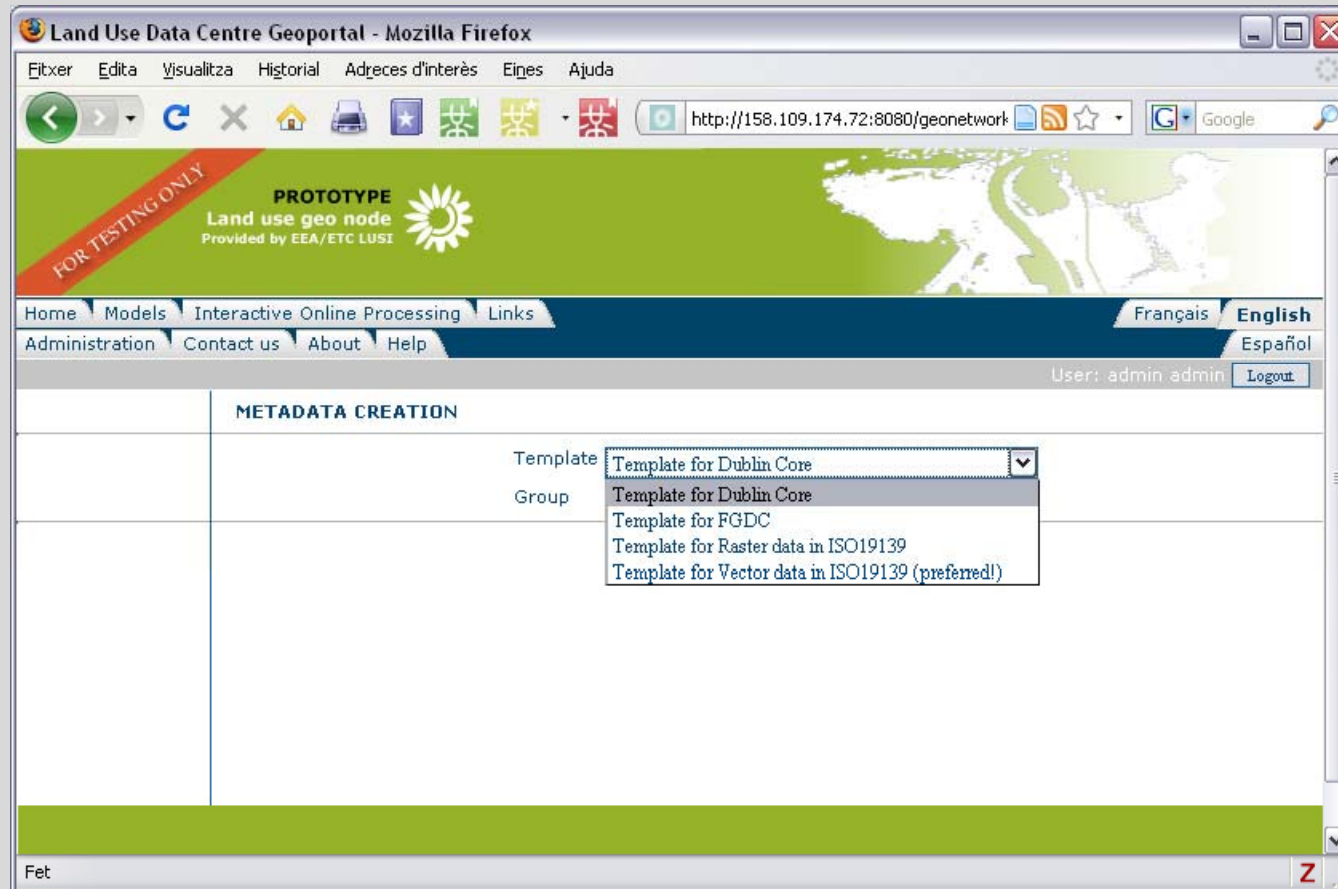 Land Use Data Centre Geoportal - Mozilla Firefox
Fitxer Edita Visualitza Historial Adreces d'interès Eines Ajuda
http://158.109.174.72:8080/geonetwork
G Google
FOR TESTING ONLY
PROTOTYPE
Land use geo node
Provided by EEA/ETC LUSI
Home Models Interactive Online Processing Links Français English
Administration Contact us About Help Español
User: admin admin Logout
METADATA CREATION
Template Template for Dublin Core
Group Template for Dublin Core
Template for FGDC
Template for Raster data in ISO19139
Template for Vector data in ISO19139 (preferred!)
Fet Z